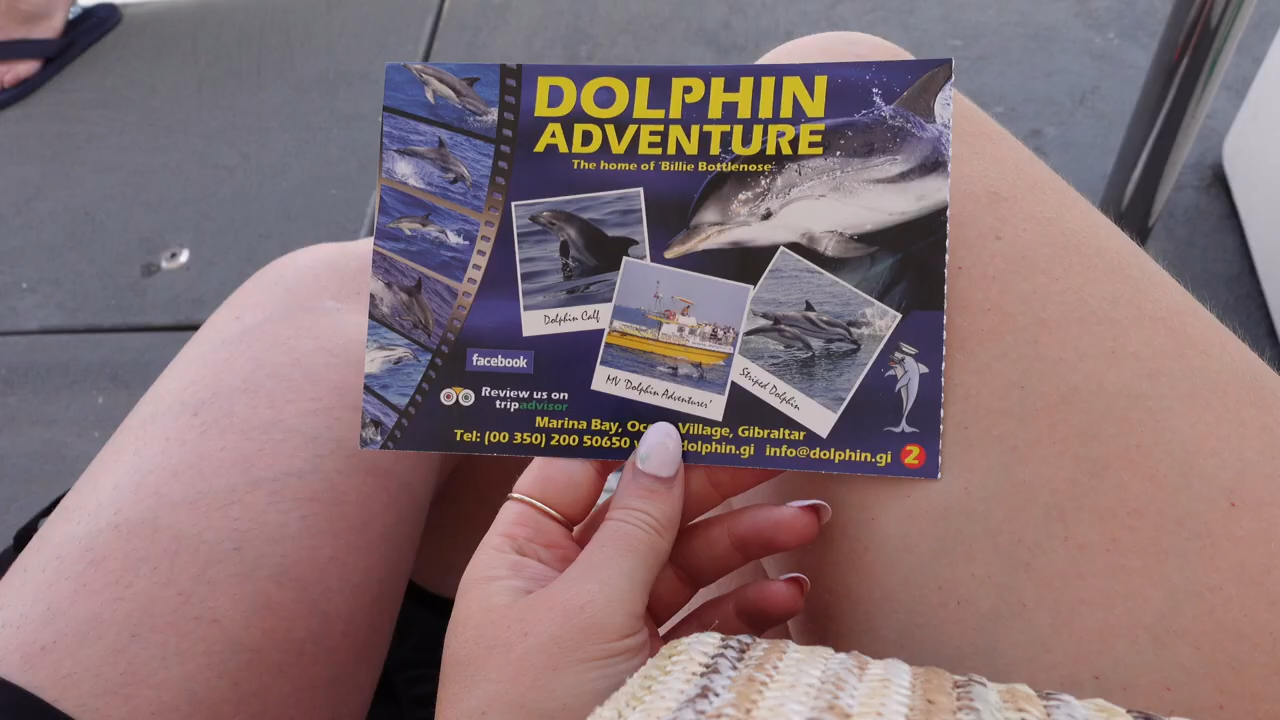 DOLPHIN
ADVENTURE
The home of 'Billie Bottlenose'
Dolphin Calf
MV 'Dolphin Adventurer'
Striped Dolphin
facebook
Review us on
tripadvisor
Marina Bay, Village, Gibraltar
Tel: (00 350) 200 50650 dolphin.gi info@dolphin.gi 2